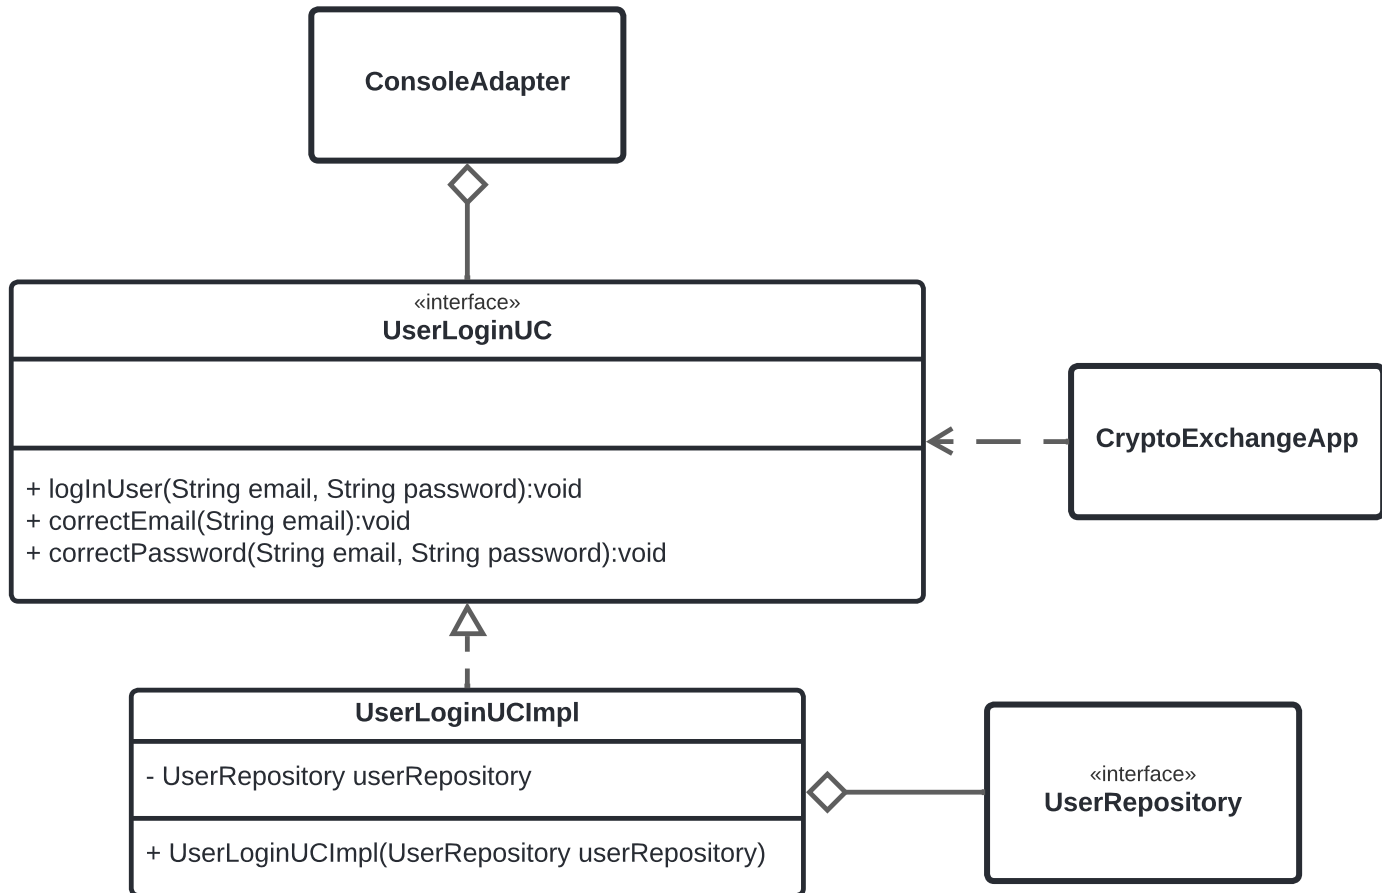 ConsoleAdapter
«interface»
UserLoginUC
+ logInUser(String email, String password):void
+ correctEmail(String email):void
+ correctPassword(String email, String password):void
CryptoExchangeApp
UserLoginUCImpl
- UserRepository userRepository
+ UserLoginUCImpl(UserRepository userRepository)
«interface»
UserRepository